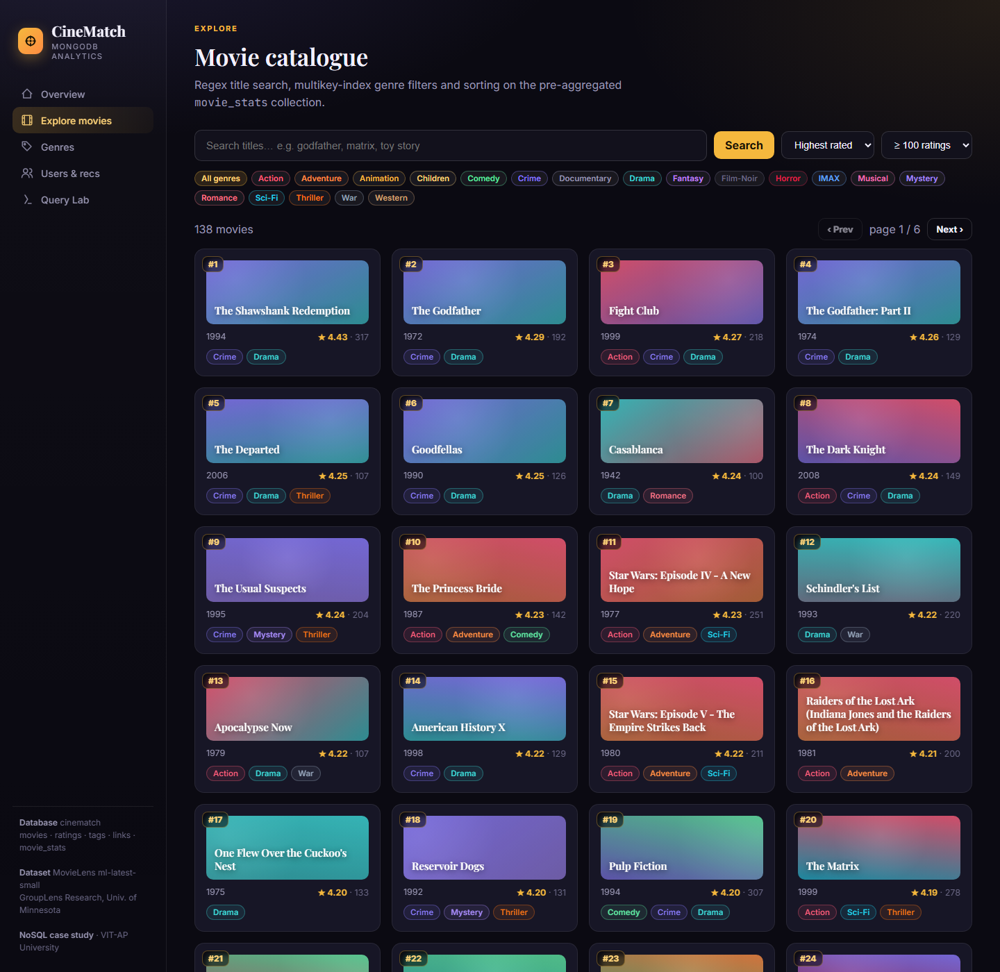 CineMatch
MONGODB
ANALYTICS
Overview
Explore movies
Genres
Users & recs
Query Lab
Database cinematch
movies · ratings · tags · links ·
movie_stats
Dataset MovieLens ml-latest-
small
GroupLens Research, Univ. of
Minnesota
NoSQL case study · VIT-AP
University
EXPLORE
Movie catalogue
Regex title search, multikey-index genre filters and sorting on the pre-aggregated
movie_stats collection.
Search titles... e.g. godfather, matrix, toy story
Search
Highest rated
≥ 100 ratings
All genres Action Adventure Animation Children Comedy Crime Documentary Drama Fantasy Film-Noir Horror IMAX Musical Mystery
Romance Sci-Fi Thriller War Western
138 movies
‹ Prev page 1 / 6 Next ›
#1
The Shawshank Redemption
1994 ★ 4.43 · 317
Crime Drama
#2
The Godfather
1972 ★ 4.29 · 192
Crime Drama
#3
Fight Club
1999 ★ 4.27 · 218
Action Crime Drama
#4
The Godfather: Part II
1974 ★ 4.26 · 129
Crime Drama
#5
The Departed
2006 ★ 4.25 · 107
Crime Drama Thriller
#6
Goodfellas
1990 ★ 4.25 · 126
Crime Drama
#7
Casablanca
1942 ★ 4.24 · 100
Drama Romance
#8
The Dark Knight
2008 ★ 4.24 · 149
Action Crime Drama
#9
The Usual Suspects
1995 ★ 4.24 · 204
Crime Mystery Thriller
#10
The Princess Bride
1987 ★ 4.23 · 142
Action Adventure Comedy
#11
Star Wars: Episode IV - A New
Hope
1977 ★ 4.23 · 251
Action Adventure Sci-Fi
#12
Schindler's List
1993 ★ 4.22 · 220
Drama War
#13
Apocalypse Now
1979 ★ 4.22 · 107
Action Drama War
#14
American History X
1998 ★ 4.22 · 129
Crime Drama
#15
Star Wars: Episode V - The
Empire Strikes Back
1980 ★ 4.22 · 211
Action Adventure Sci-Fi
#16
Raiders of the Lost Ark
(Indiana Jones and the Raiders
of the Lost Ark)
1981 ★ 4.21 · 200
Action Adventure
#17
One Flew Over the Cuckoo's
Nest
1975 ★ 4.20 · 133
Drama
#18
Reservoir Dogs
1992 ★ 4.20 · 131
Crime Mystery Thriller
#19
Pulp Fiction
1994 ★ 4.20 · 307
Comedy Crime Drama
#20
The Matrix
1999 ★ 4.19 · 278
Action Sci-Fi Thriller
#21
#22
#23
#24